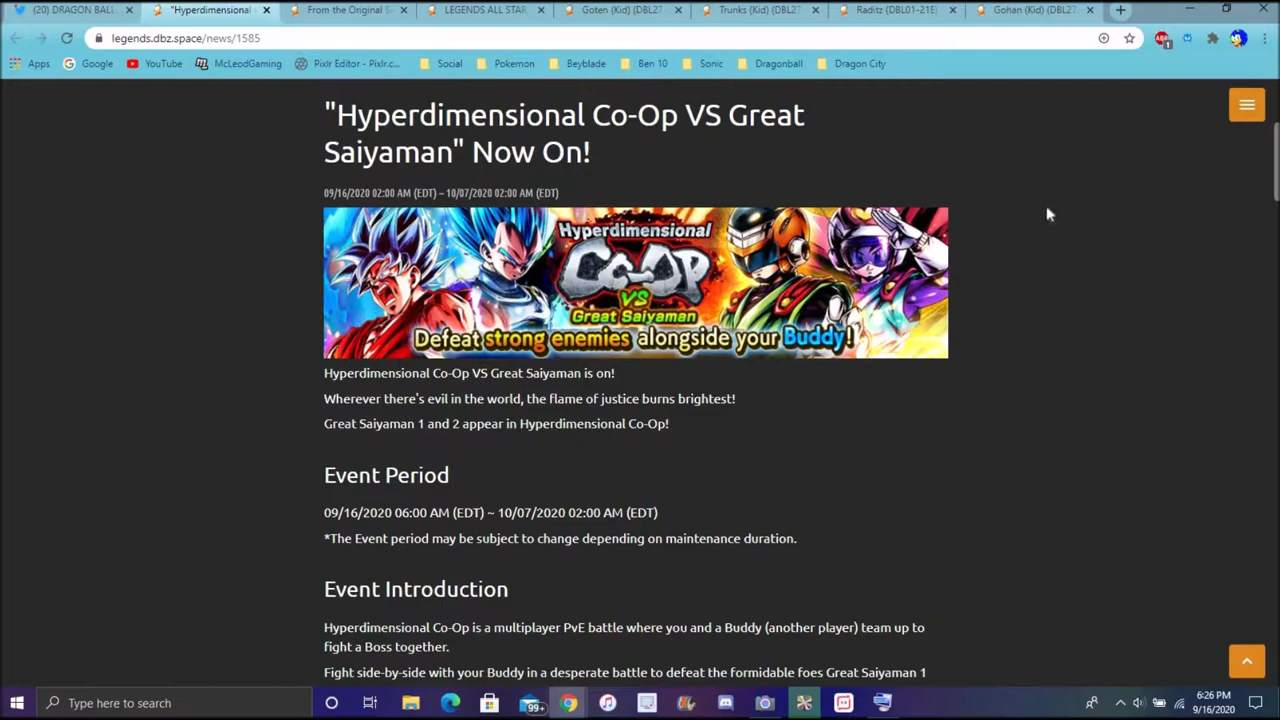 (20) DRAGON BAL
"Hyperdimensional
From the Original S
LEGENDS ALL STAR
Goten (Kid) (DBL27
Trunks (Kid) (DBL27
Raditz (DBL01-21E)
Gohan (Kid) (DBL27
legends.dbz.space/news/1585
ABP
1
Apps
Google
YouTube
McLeodGaming
Pixlr Editor - Pixlr.c...
Social
Pokemon
Beyblade
Ben 10
Sonic
Dragonball
Dragon City
"Hyperdimensional Co-Op VS Great
Saiyaman" Now On!
09/16/2020 02:00 AM (EDT) ~ 10/07/2020 02:00 AM (EDT)
Hyperdimensional
Co-Op
VS
Great Saiyaman
Defeat strong enemies alongside your Buddy!
Hyperdimensional Co-Op VS Great Saiyaman is on!
Wherever there's evil in the world, the flame of justice burns brightest!
Great Saiyaman 1 and 2 appear in Hyperdimensional Co-Op!
Event Period
09/16/2020 06:00 AM (EDT) ~ 10/07/2020 02:00 AM (EDT)
*The Event period may be subject to change depending on maintenance duration.
Event Introduction
Hyperdimensional Co-Op is a multiplayer PvE battle where you and a Buddy (another player) team up to
fight a Boss together.
Fight side-by-side with your Buddy in a desperate battle to defeat the formidable foes Great Saiyaman 1
Type here to search
99+
6:26 PM
9/16/2020